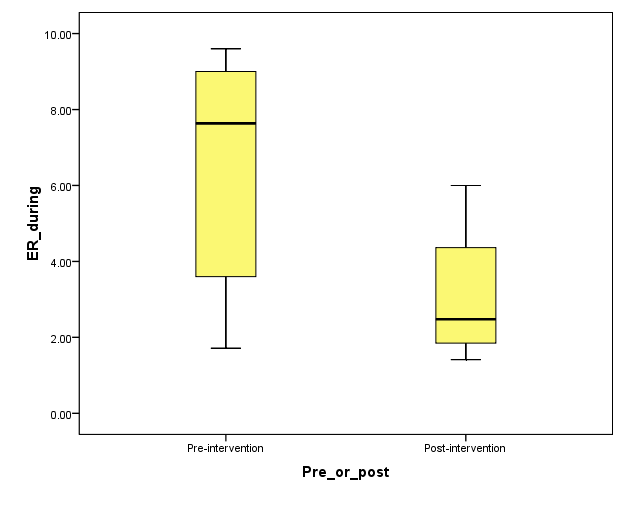 10.00
8.00
6.00
4.00
2.00
0.00
ER_during
Pre-intervention
Post-intervention
Pre_or_post